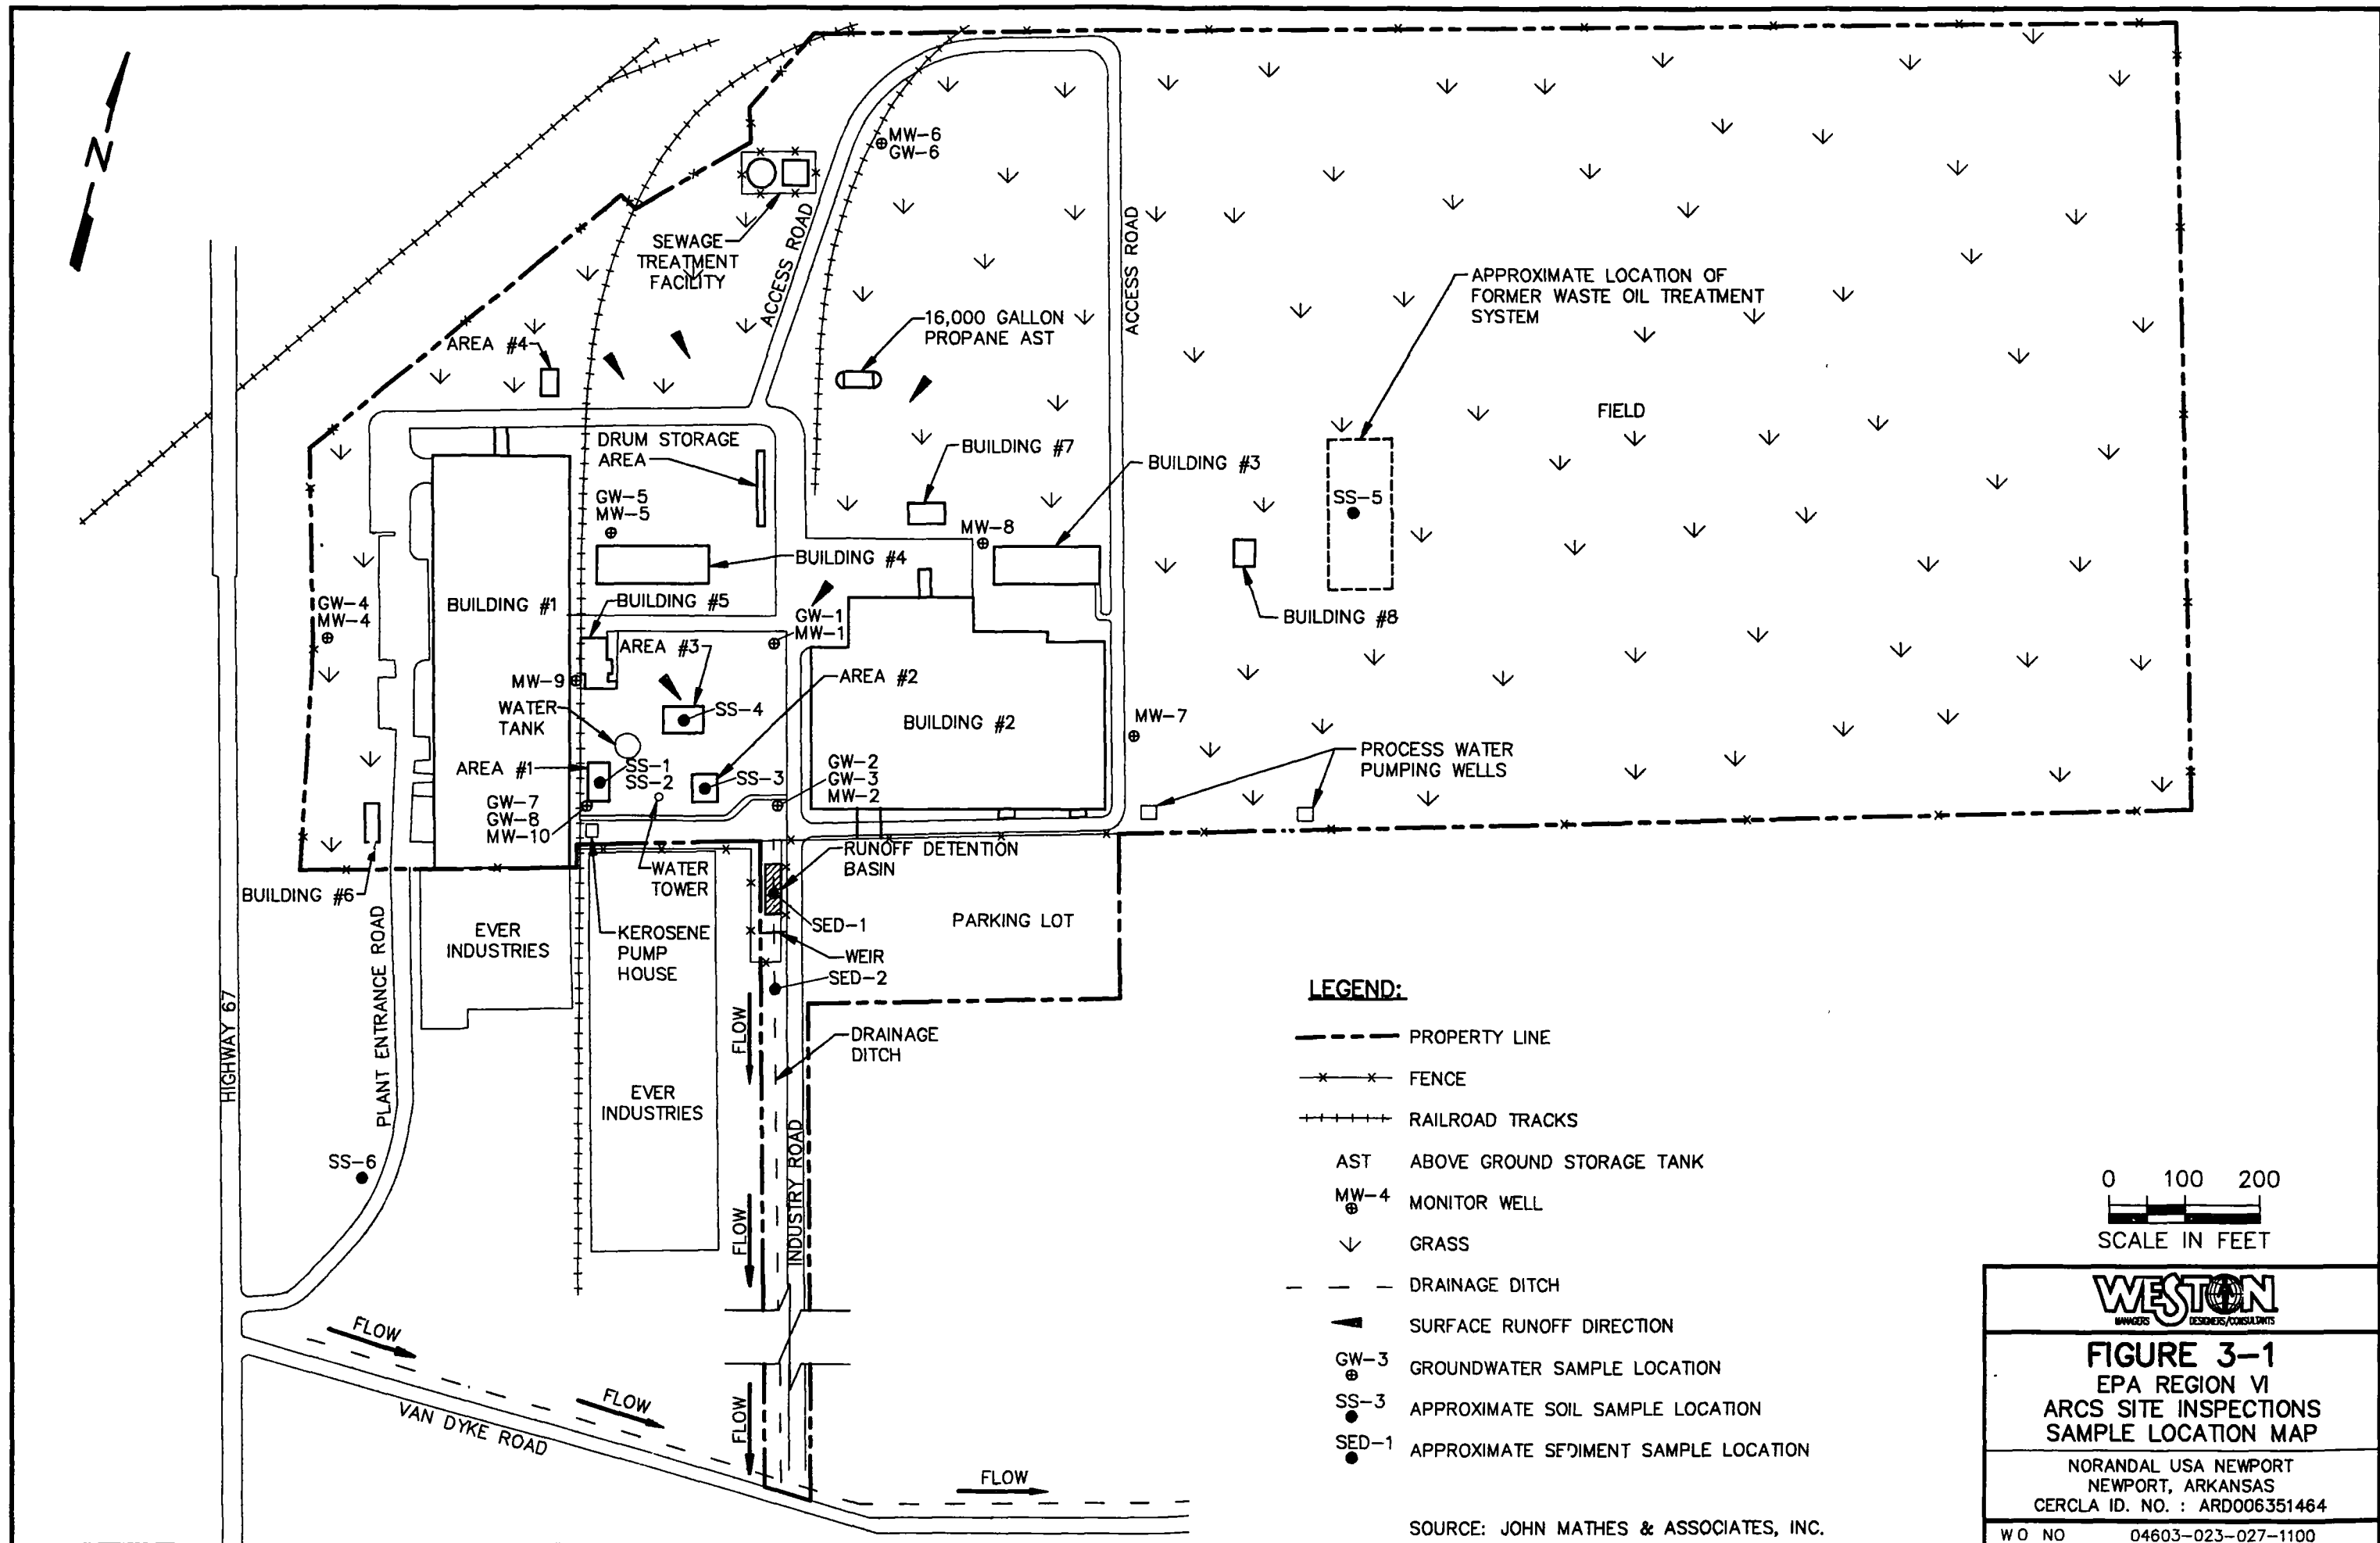 N
MW-6
GW-6
SEWAGE
TREATMENT
FACILITY
ACCESS ROAD
ACCESS ROAD
APPROXIMATE LOCATION OF
FORMER WASTE OIL TREATMENT
SYSTEM
16,000 GALLON
PROPANE AST
AREA #4
FIELD
DRUM STORAGE
AREA
BUILDING #7
BUILDING #3
GW-5
MW-5
SS-5
MW-8
BUILDING #4
BUILDING #1
BUILDING #5
GW-4
MW-4
GW-1
MW-1
BUILDING #8
AREA #3
MW-9
AREA #2
WATER
TANK
SS-4
BUILDING #2
MW-7
AREA #1
SS-1
SS-2
SS-3
GW-2
GW-3
MW-2
PROCESS WATER
PUMPING WELLS
GW-7
GW-8
MW-10
BUILDING #6
WATER
TOWER
RUNOFF DETENTION
BASIN
EVER
INDUSTRIES
KEROSENE
PUMP
HOUSE
SED-1
PARKING LOT
WEIR
SED-2
HIGHWAY 67
PLANT ENTRANCE ROAD
FLOW
DRAINAGE
DITCH
EVER
INDUSTRIES
INDUSTRY ROAD
SS-6
FLOW
FLOW
FLOW
FLOW
VAN DYKE ROAD
FLOW
LEGEND:
PROPERTY LINE
FENCE
RAILROAD TRACKS
AST ABOVE GROUND STORAGE TANK
MW-4 MONITOR WELL
GRASS
DRAINAGE DITCH
SURFACE RUNOFF DIRECTION
GW-3 GROUNDWATER SAMPLE LOCATION
SS-3 APPROXIMATE SOIL SAMPLE LOCATION
SED-1 APPROXIMATE SEDIMENT SAMPLE LOCATION
SOURCE: JOHN MATHES & ASSOCIATES, INC.
0 100 200
SCALE IN FEET
WESTON
MANAGERS DESIGNERS/CONSULTANTS
FIGURE 3-1
EPA REGION VI
ARCS SITE INSPECTIONS
SAMPLE LOCATION MAP
NORANDAL USA NEWPORT
NEWPORT, ARKANSAS
CERCLA ID. NO. : ARD006351464
W O NO 04603-023-027-1100